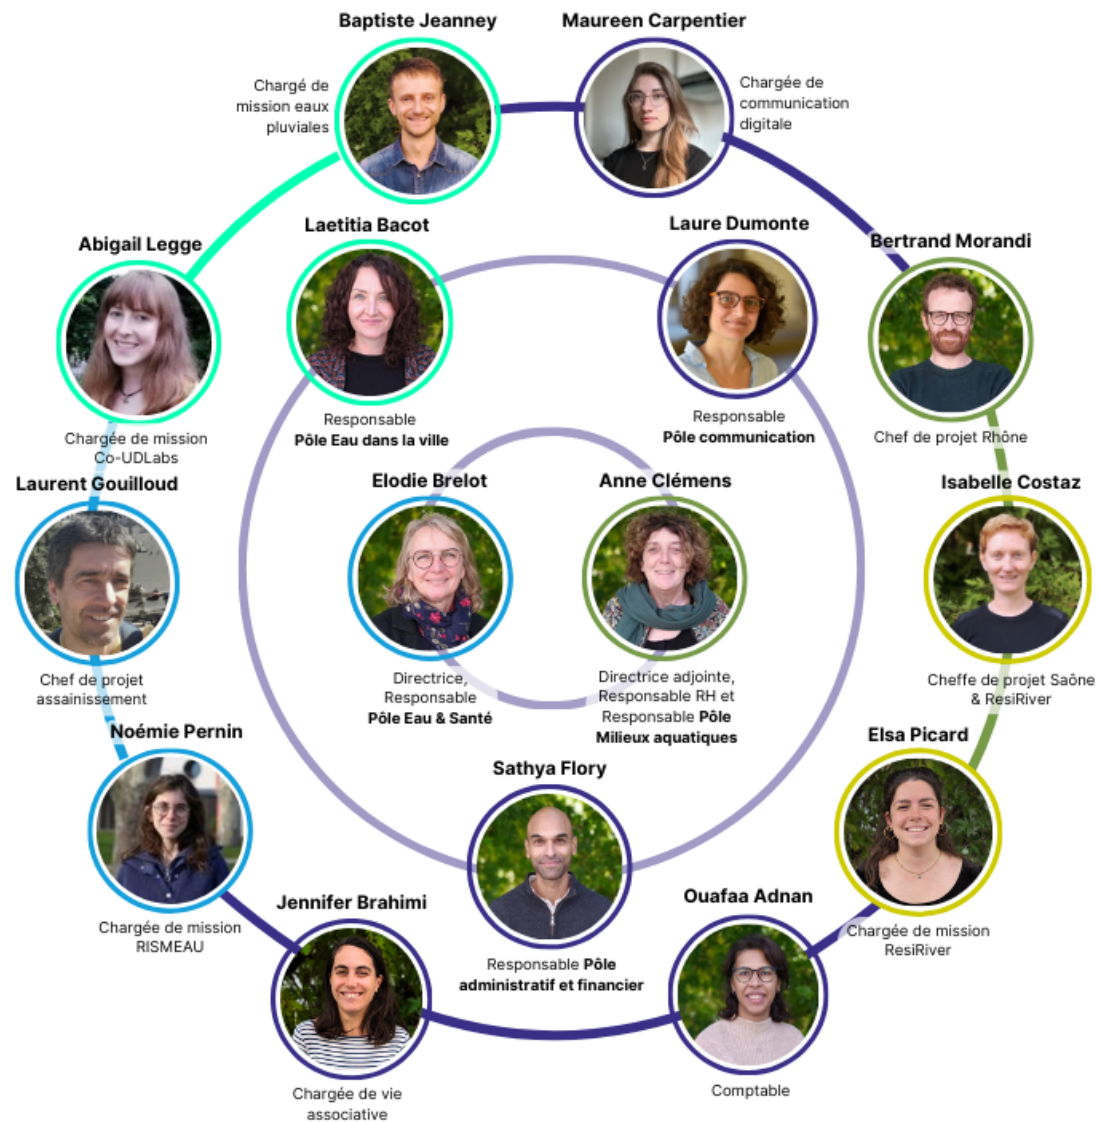 Baptiste Jeanney
Chargé de
mission eaux
pluviales
Maureen Carpentier
Chargée de
communication
digitale
Abigail Legge
Chargée de mission
Co-UDLabs
Laetitia Bacot
Responsable
Pôle Eau dans la ville
Laure Dumonte
Responsable
Pôle communication
Bertrand Morandi
Chef de projet Rhône
Laurent Gouilloud
Chef de projet
assainissement
Elodie Brelot
Directrice,
Responsable
Pôle Eau & Santé
Anne Clémens
Directrice adjointe,
Responsable RH et
Responsable Pôle
Milieux aquatiques
Isabelle Costaz
Cheffe de projet Saône
& ResiRiver
Noémie Pernin
Chargée de mission
RISMEAU
Sathya Flory
Responsable Pôle
administratif et financier
Elsa Picard
Chargée de mission
ResiRiver
Jennifer Brahimi
Chargée de vie
associative
Ouafaa Adnan
Comptable